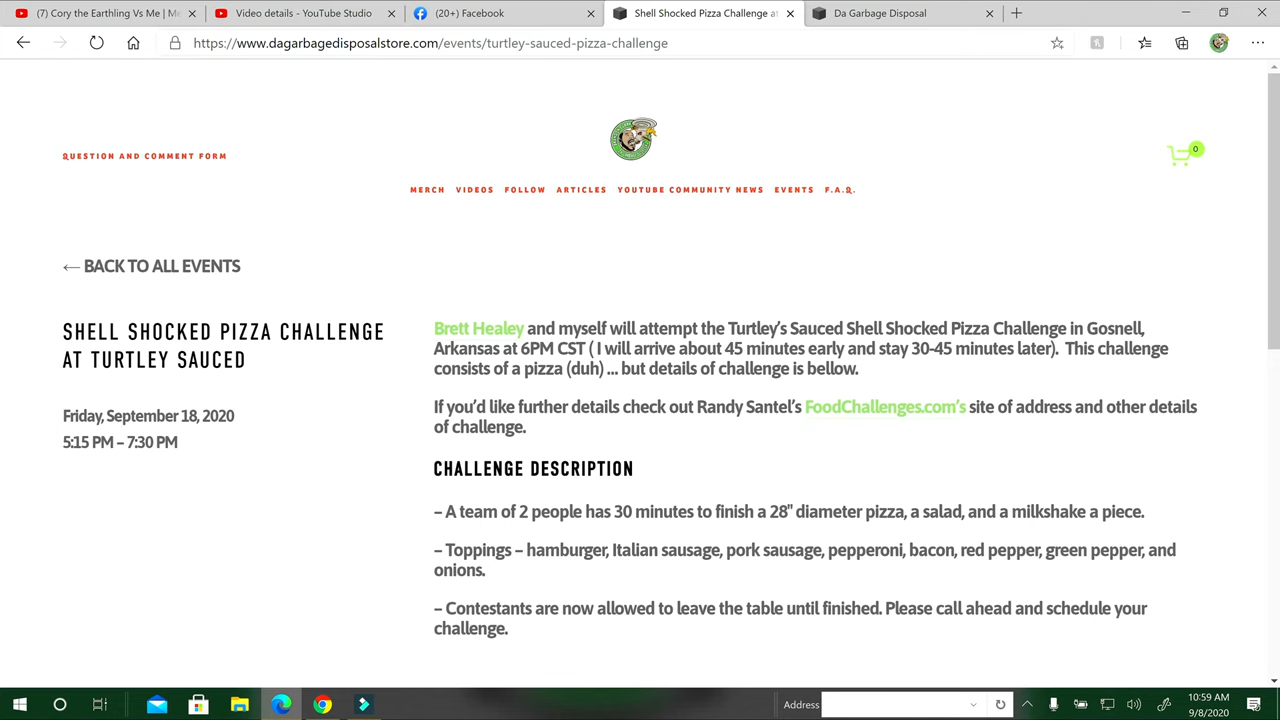 (7) Cory the Earthling Vs Me | Me
Video details - YouTube Studio
(20+) Facebook
Shell Shocked Pizza Challenge at
Da Garbage Disposal
https://www.dagarbagedisposalstore.com/events/turtley-sauced-pizza-challenge
QUESTION AND COMMENT FORM
0
MERCH VIDEOS FOLLOW ARTICLES YOUTUBE COMMUNITY NEWS EVENTS F.A.Q.
← BACK TO ALL EVENTS
SHELL SHOCKED PIZZA CHALLENGE
AT TURTLEY SAUCED
Friday, September 18, 2020
5:15 PM – 7:30 PM
Brett Healey and myself will attempt the Turtley's Sauced Shell Shocked Pizza Challenge in Gosnell,
Arkansas at 6PM CST ( I will arrive about 45 minutes early and stay 30-45 minutes later).  This challenge
consists of a pizza (duh) ... but details of challenge is bellow.
If you'd like further details check out Randy Santel's FoodChallenges.com's site of address and other details
of challenge.
CHALLENGE DESCRIPTION
– A team of 2 people has 30 minutes to finish a 28" diameter pizza, a salad, and a milkshake a piece.
– Toppings – hamburger, Italian sausage, pork sausage, pepperoni, bacon, red pepper, green pepper, and
onions.
– Contestants are now allowed to leave the table until finished. Please call ahead and schedule your
challenge.
Address
10:59 AM
9/8/2020